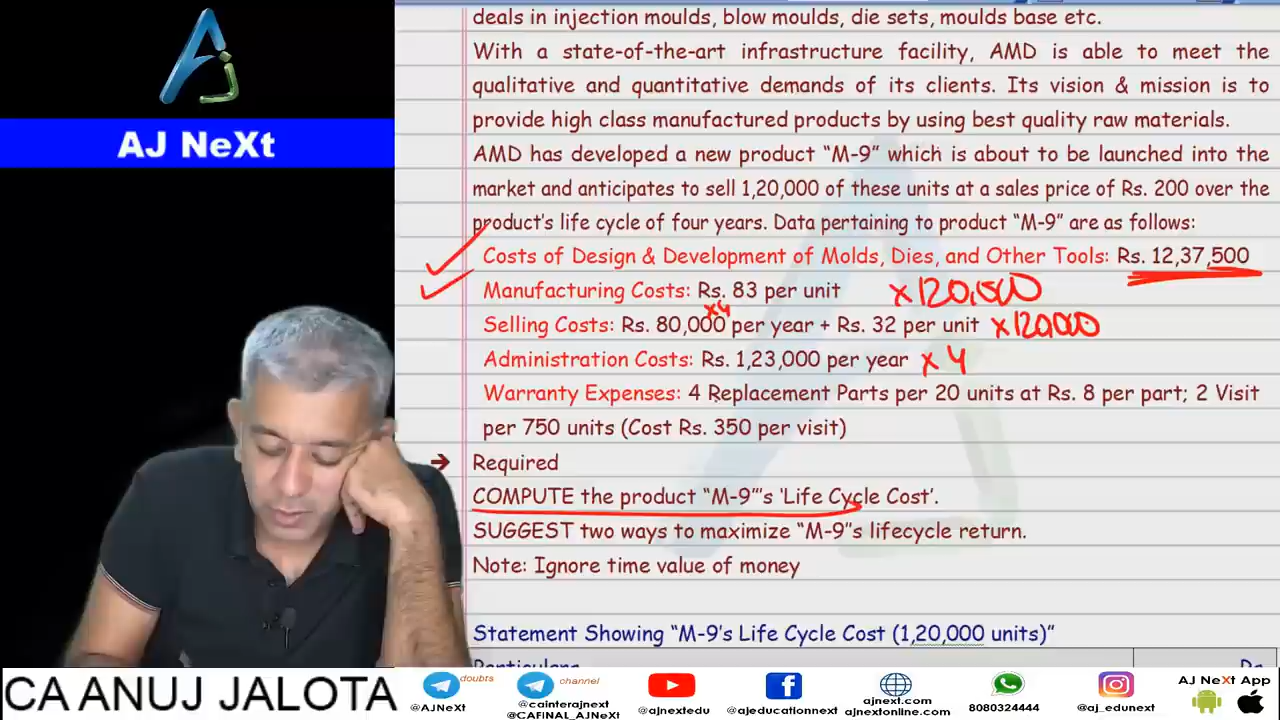 AJ NeXt
deals in injection moulds, blow moulds, die sets, moulds base etc.
With a state-of-the-art infrastructure facility, AMD is able to meet the
qualitative and quantitative demands of its clients. Its vision & mission is to
provide high class manufactured products by using best quality raw materials.
AMD has developed a new product “M-9” which is about to be launched into the
market and anticipates to sell 1,20,000 of these units at a sales price of Rs. 200 over the
product’s life cycle of four years. Data pertaining to product “M-9” are as follows:
Costs of Design & Development of Molds, Dies, and Other Tools: Rs. 12,37,500
Manufacturing Costs: Rs. 83 per unit x120,000
x4
Selling Costs: Rs. 80,000 per year + Rs. 32 per unit x120000
Administration Costs: Rs. 1,23,000 per year x 4
Warranty Expenses: 4 Replacement Parts per 20 units at Rs. 8 per part; 2 Visit
per 750 units (Cost Rs. 350 per visit)
Required
COMPUTE the product “M-9”’s ‘Life Cycle Cost’.
SUGGEST two ways to maximize “M-9”s lifecycle return.
Note: Ignore time value of money
Statement Showing “M-9’s Life Cycle Cost (1,20,000 units)”
Particulars Rs
CA ANUJ JALOTA
doubts
@AJNeXt
channel
@cainterajnext
@CAFINAL_AJNeXt
@ajnextedu
@ajeducationnext
ajnext.com
ajnextonline.com
8080324444
@aj_edunext
AJ NeXt App